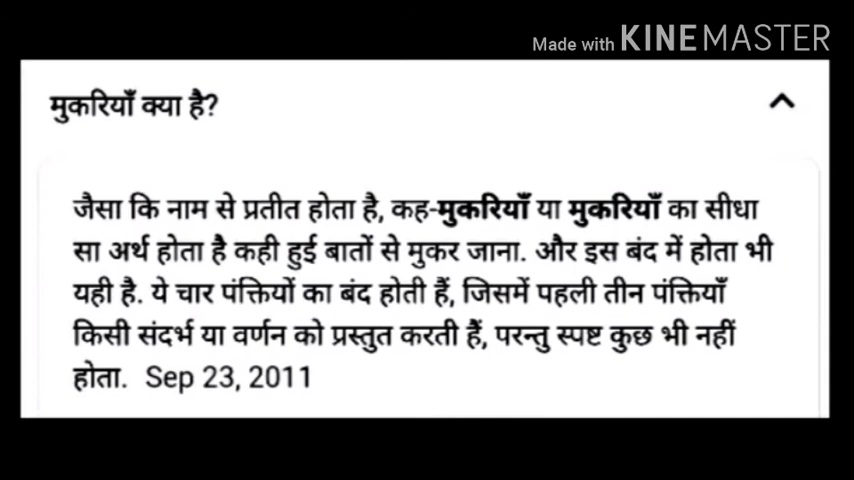 Made with KINEMASTER
मुकरियाँ क्या है?
जैसा कि नाम से प्रतीत होता है, कह-मुकरियाँ या मुकरियाँ का सीधा
सा अर्थ होता है कही हुई बातों से मुकर जाना. और इस बंद में होता भी
यही है. ये चार पंक्तियों का बंद होती हैं, जिसमें पहली तीन पंक्तियाँ
किसी संदर्भ या वर्णन को प्रस्तुत करती हैं, परन्तु स्पष्ट कुछ भी नहीं
होता. Sep 23, 2011